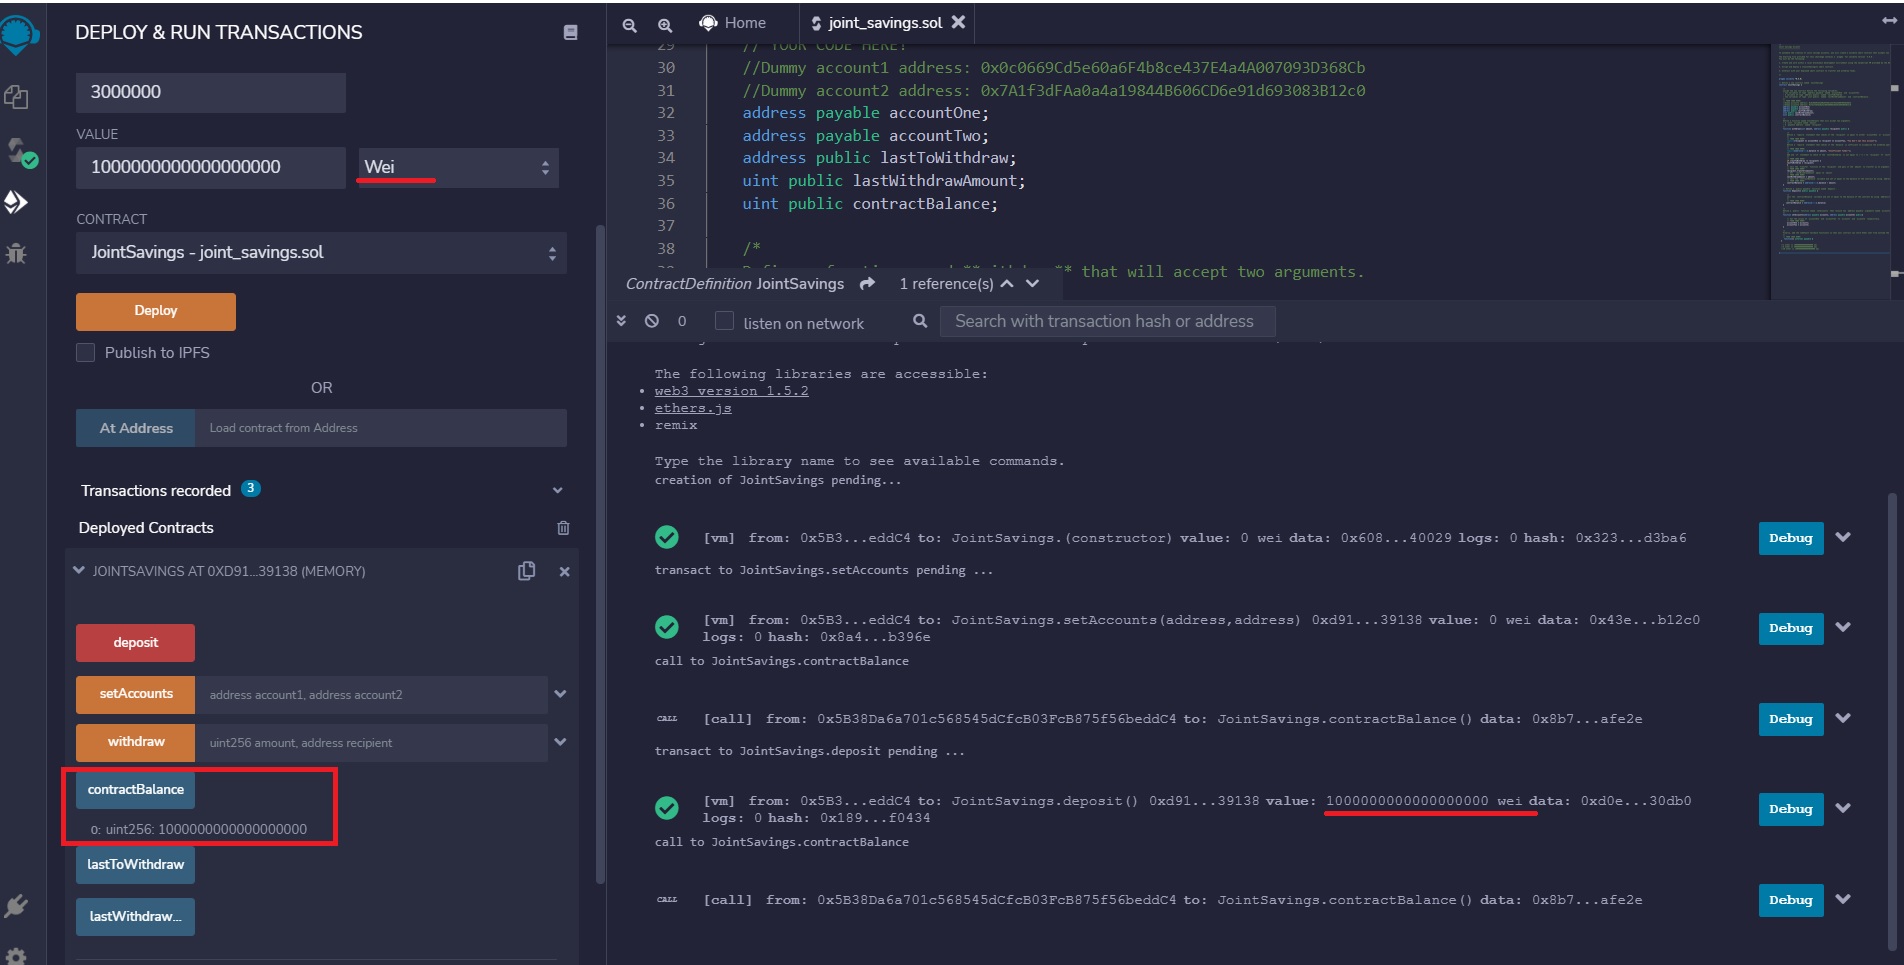 DEPLOY & RUN TRANSACTIONS
3000000
VALUE
1000000000000000000
Wei
CONTRACT
JointSavings - joint_savings.sol
Deploy
Publish to IPFS
OR
At Address
Load contract from Address
Transactions recorded 3
Deployed Contracts
JOINTSAVINGS AT 0XD91...39138 (MEMORY)
deposit
setAccounts
address account1, address account2
withdraw
uint256 amount, address recipient
contractBalance
0: uint256: 1000000000000000000
lastToWithdraw
lastWithdraw...
Home
joint_savings.sol
29 // YOUR CODE HERE!
30 //Dummy account1 address: 0x0c0669Cd5e60a6F4b8ce437E4a4A007093D368Cb
31 //Dummy account2 address: 0x7A1f3dFAa0a4a19844B606CD6e91d693083B12c0
32 address payable accountOne;
33 address payable accountTwo;
34 address public lastToWithdraw;
35 uint public lastWithdrawAmount;
36 uint public contractBalance;
37
38 /*
that will accept two arguments.
ContractDefinition JointSavings 1 reference(s)
0 listen on network
Search with transaction hash or address
The following libraries are accessible:
• web3 version 1.5.2
• ethers.js
• remix
Type the library name to see available commands.
creation of JointSavings pending...
[vm] from: 0x5B3...eddC4 to: JointSavings.(constructor) value: 0 wei data: 0x608...40029 logs: 0 hash: 0x323...d3ba6
Debug
transact to JointSavings.setAccounts pending ...
[vm] from: 0x5B3...eddC4 to: JointSavings.setAccounts(address,address) 0xd91...39138 value: 0 wei data: 0x43e...b12c0
logs: 0 hash: 0x8a4...b396e
Debug
call to JointSavings.contractBalance
CALL [call] from: 0x5B38Da6a701c568545dCfcB03FcB875f56beddC4 to: JointSavings.contractBalance() data: 0x8b7...afe2e
Debug
transact to JointSavings.deposit pending ...
[vm] from: 0x5B3...eddC4 to: JointSavings.deposit() 0xd91...39138 value: 1000000000000000000 wei data: 0xd0e...30db0
logs: 0 hash: 0x189...f0434
Debug
call to JointSavings.contractBalance
CALL [call] from: 0x5B38Da6a701c568545dCfcB03FcB875f56beddC4 to: JointSavings.contractBalance() data: 0x8b7...afe2e
Debug